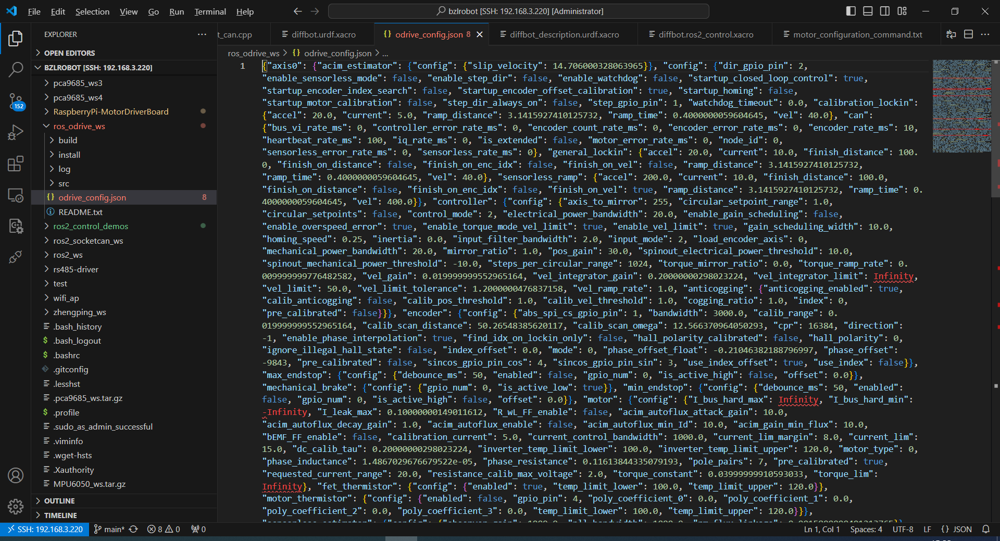 File Edit Selection View Go Run Terminal Help
bzlrobot [SSH: 192.168.3.220] [Administrator]
EXPLORER
t_can.cpp diffbot.urdf.xacro {} odrive_config.json 8 diffbot_description.urdf.xacro diffbot.ros2_control.xacro motor_configuration_command.txt
OPEN EDITORS
BZLROBOT [SSH: 192.168.3.220]
pca9685_ws3
pca9685_ws4
152
RaspberryPi-MotorDriverBoard
ros_odrive_ws
build
install
log
src
{} odrive_config.json 8
README.txt
ros2_control_demos
ros2_socketcan_ws
ros2_ws
rs485-driver
test
wifi_ap
zhengping_ws
.bash_history
$ .bash_logout
$ .bashrc
.gitconfig
.lesshst
.pca9685_ws.tar.gz
$ .profile
.sudo_as_admin_successful
.viminfo
.wget-hsts
.Xauthority
MPU6050_ws.tar.gz
OUTLINE
TIMELINE
ros_odrive_ws > {} odrive_config.json > ...
1 {"axis0": {"acim_estimator": {"config": {"slip_velocity": 14.706000328063965}}, "config": {"dir_gpio_pin": 2,
"enable_sensorless_mode": false, "enable_step_dir": false, "enable_watchdog": false, "startup_closed_loop_control": true,
"startup_encoder_index_search": false, "startup_encoder_offset_calibration": true, "startup_homing": false,
"startup_motor_calibration": false, "step_dir_always_on": false, "step_gpio_pin": 1, "watchdog_timeout": 0.0, "calibration_lockin":
{"accel": 20.0, "current": 5.0, "ramp_distance": 3.1415927410125732, "ramp_time": 0.4000000059604645, "vel": 40.0}, "can":
{"bus_vi_rate_ms": 0, "controller_error_rate_ms": 0, "encoder_count_rate_ms": 0, "encoder_error_rate_ms": 0, "encoder_rate_ms": 10,
"heartbeat_rate_ms": 100, "iq_rate_ms": 0, "is_extended": false, "motor_error_rate_ms": 0, "node_id": 0,
"sensorless_error_rate_ms": 0, "sensorless_rate_ms": 0}, "general_lockin": {"accel": 20.0, "current": 10.0, "finish_distance": 100.
0, "finish_on_distance": false, "finish_on_enc_idx": false, "finish_on_vel": false, "ramp_distance": 3.1415927410125732,
"ramp_time": 0.4000000059604645, "vel": 40.0}, "sensorless_ramp": {"accel": 200.0, "current": 10.0, "finish_distance": 100.0,
"finish_on_distance": false, "finish_on_enc_idx": false, "finish_on_vel": true, "ramp_distance": 3.1415927410125732, "ramp_time": 0.
4000000059604645, "vel": 400.0}}, "controller": {"config": {"axis_to_mirror": 255, "circular_setpoint_range": 1.0,
"circular_setpoints": false, "control_mode": 2, "electrical_power_bandwidth": 20.0, "enable_gain_scheduling": false,
"enable_overspeed_error": true, "enable_torque_mode_vel_limit": true, "enable_vel_limit": true, "gain_scheduling_width": 10.0,
"homing_speed": 0.25, "inertia": 0.0, "input_filter_bandwidth": 2.0, "input_mode": 2, "load_encoder_axis": 0,
"mechanical_power_bandwidth": 20.0, "mirror_ratio": 1.0, "pos_gain": 30.0, "spinout_electrical_power_threshold": 10.0,
"spinout_mechanical_power_threshold": -10.0, "steps_per_circular_range": 1024, "torque_mirror_ratio": 0.0, "torque_ramp_rate": 0.
009999999776482582, "vel_gain": 0.019999999552965164, "vel_integrator_gain": 0.20000000298023224, "vel_integrator_limit": Infinity,
"vel_limit": 50.0, "vel_limit_tolerance": 1.2000000476837158, "vel_ramp_rate": 1.0, "anticogging": {"anticogging_enabled": true,
"calib_anticogging": false, "calib_pos_threshold": 1.0, "calib_vel_threshold": 1.0, "cogging_ratio": 1.0, "index": 0,
"pre_calibrated": false}}}, "encoder": {"config": {"abs_spi_cs_gpio_pin": 1, "bandwidth": 3000.0, "calib_range": 0.
019999999552965164, "calib_scan_distance": 50.26548385620117, "calib_scan_omega": 12.566370964050293, "cpr": 16384, "direction":
-1, "enable_phase_interpolation": true, "find_idx_on_lockin_only": false, "hall_polarity_calibrated": false, "hall_polarity": 0,
"ignore_illegal_hall_state": false, "index_offset": 0.0, "mode": 0, "phase_offset_float": -0.21046382188796997, "phase_offset":
-9843, "pre_calibrated": false, "sincos_gpio_pin_cos": 4, "sincos_gpio_pin_sin": 3, "use_index_offset": true, "use_index": false}},
"max_endstop": {"config": {"debounce_ms": 50, "enabled": false, "gpio_num": 0, "is_active_high": false, "offset": 0.0}},
"mechanical_brake": {"config": {"gpio_num": 0, "is_active_low": true}}, "min_endstop": {"config": {"debounce_ms": 50, "enabled":
false, "gpio_num": 0, "is_active_high": false, "offset": 0.0}}, "motor": {"config": {"I_bus_hard_max": Infinity, "I_bus_hard_min":
-Infinity, "I_leak_max": 0.10000000149011612, "R_wL_FF_enable": false, "acim_autoflux_attack_gain": 10.0,
"acim_autoflux_decay_gain": 1.0, "acim_autoflux_enable": false, "acim_autoflux_min_Id": 10.0, "acim_gain_min_flux": 10.0,
"bEMF_FF_enable": false, "calibration_current": 5.0, "current_control_bandwidth": 1000.0, "current_lim_margin": 8.0, "current_lim":
15.0, "dc_calib_tau": 0.20000000298023224, "inverter_temp_limit_lower": 100.0, "inverter_temp_limit_upper": 120.0, "motor_type": 0,
"phase_inductance": 1.4867029676679522e-05, "phase_resistance": 0.11613844335079193, "pole_pairs": 7, "pre_calibrated": true,
"requested_current_range": 20.0, "resistance_calib_max_voltage": 2.0, "torque_constant": 0.03999999910593033, "torque_lim":
Infinity}, "fet_thermistor": {"config": {"enabled": true, "temp_limit_lower": 100.0, "temp_limit_upper": 120.0}},
"motor_thermistor": {"config": {"enabled": false, "gpio_pin": 4, "poly_coefficient_0": 0.0, "poly_coefficient_1": 0.0,
"poly_coefficient_2": 0.0, "poly_coefficient_3": 0.0, "temp_limit_lower": 100.0, "temp_limit_upper": 120.0}}},
SSH: 192.168.3.220 main* 8 0 0
Ln 1, Col 1 Spaces: 4 UTF-8 LF {} JSON